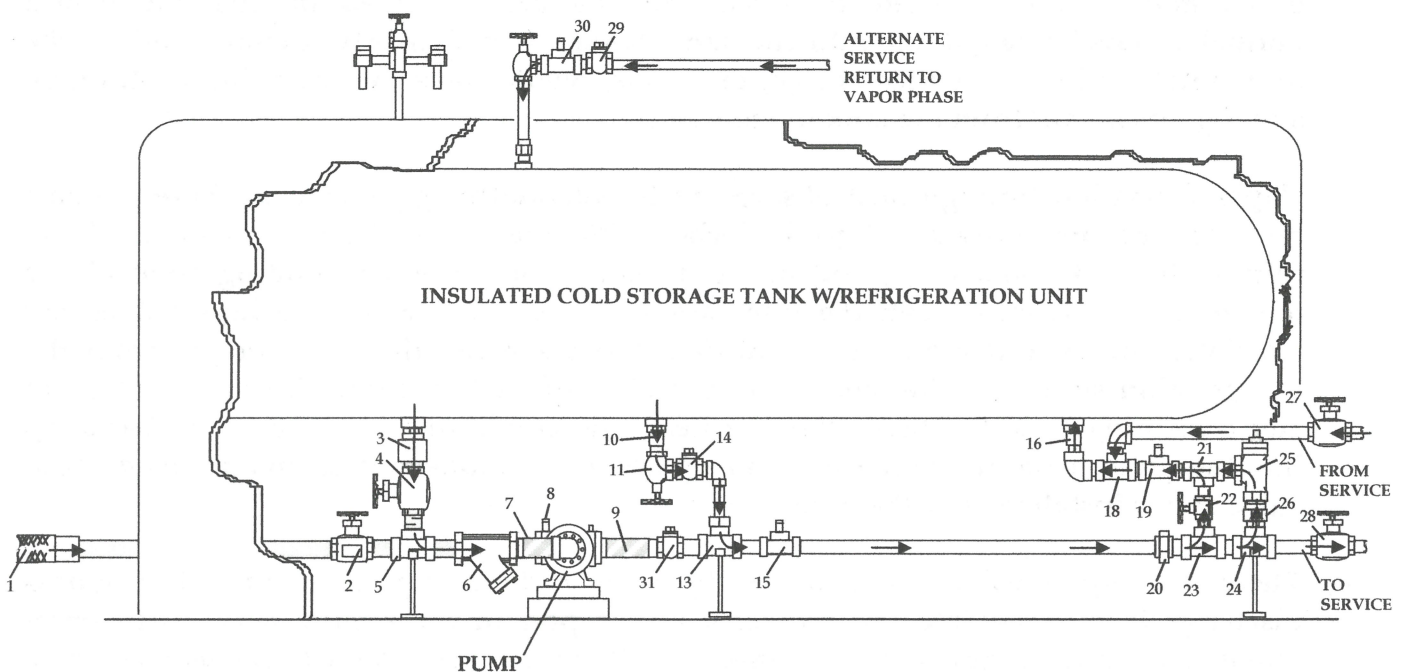 30
29
ALTERNATE
SERVICE
RETURN TO
VAPOR PHASE
INSULATED COLD STORAGE TANK W/REFRIGERATION UNIT
27
3
10
14
16
21
25
4
11
FROM
SERVICE
18
19
22
26
28
7
8
9
1
2
5
6
31
13
15
20
23
24
TO
SERVICE
PUMP